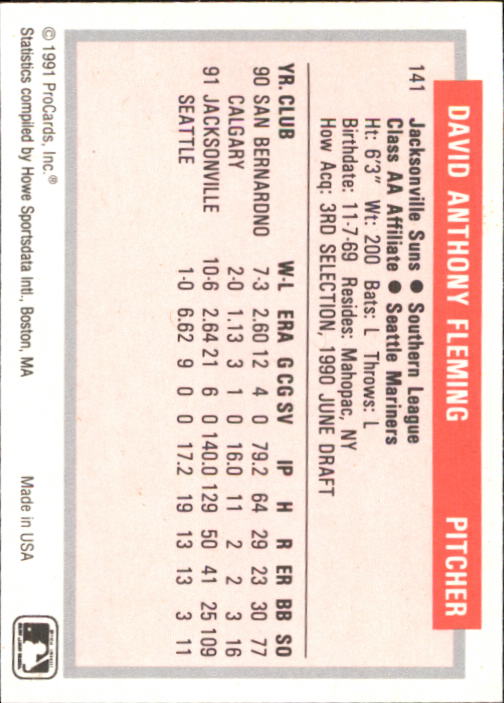 DAVID ANTHONY FLEMING PITCHER
141 Jacksonville Suns ● Southern League
Class AA Affiliate ● Seattle Mariners
Ht: 6'3" Wt: 200 Bats: L Throws: L
Birthdate: 11-7-69 Resides: Mahopac, NY
How Acq: 3RD SELECTION, 1990 JUNE DRAFT
YR. CLUB W-L ERA G CG SV IP H R ER BB SO
90 SAN BERNARDNO 7-3 2.60 12 4 0 79.2 64 29 23 30 77
CALGARY 2-0 1.13 3 1 0 16.0 11 2 2 3 16
91 JACKSONVILLE 10-6 2.64 21 6 0 140.0 129 50 41 25 109
SEATTLE 1-0 6.62 9 0 0 17.2 19 13 13 3 11
© 1991 ProCards, Inc.® Made in USA
Statistics compiled by Howe Sportsdata Intl., Boston, MA